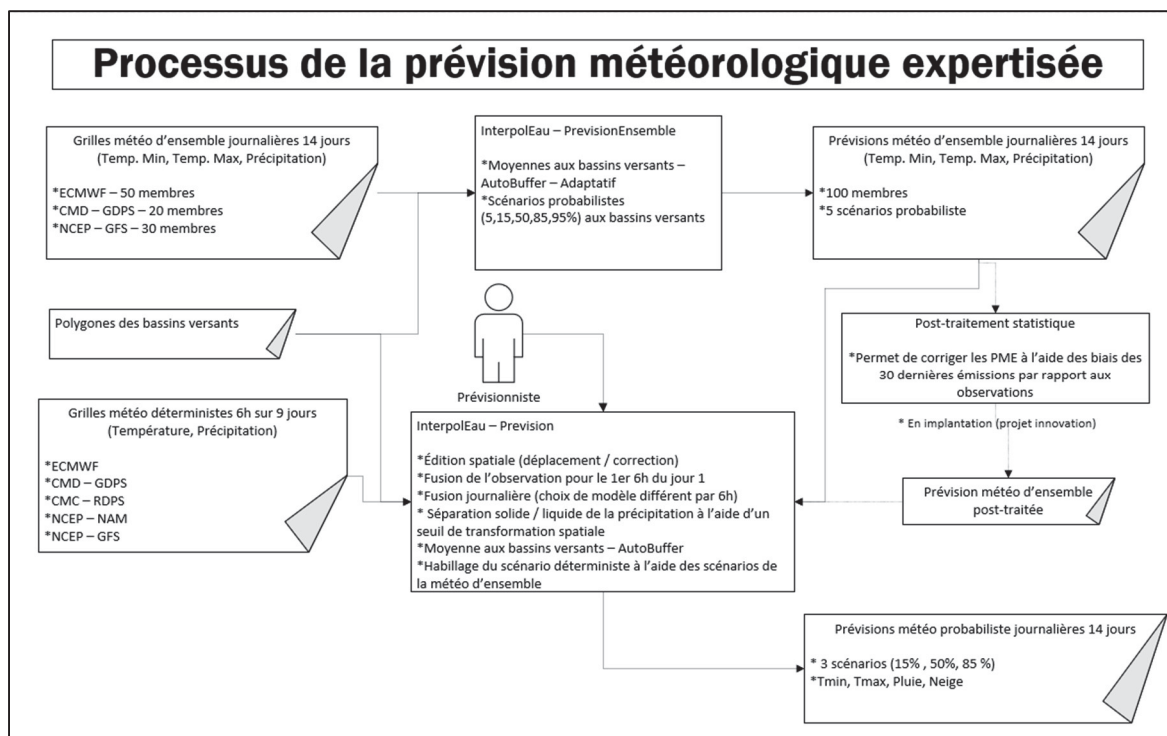 Processus de la prévision météorologique expertisée
Grilles météo d'ensemble journalières 14 jours
(Temp. Min, Temp. Max, Précipitation)
*ECMWF – 50 membres
*CMD – GDPS – 20 membres
*NCEP – GFS – 30 membres
InterpolEau – PrevisionEnsemble
*Moyennes aux bassins versants –
AutoBuffer – Adaptatif
*Scénarios probabilistes
(5,15,50,85,95%) aux bassins versants
Prévisions météo d'ensemble journalières 14 jours
(Temp. Min, Temp. Max, Précipitation)
*100 membres
*5 scénarios probabiliste
Polygones des bassins versants
Prévisionniste
Post-traitement statistique
*Permet de corriger les PME à l'aide des biais des
30 dernières émissions par rapport aux
observations
* En implantation (projet innovation)
Grilles météo déterministes 6h sur 9 jours
(Température, Précipitation)
*ECMWF
*CMD – GDPS
*CMC – RDPS
*NCEP – NAM
*NCEP – GFS
InterpolEau – Prevision
*Édition spatiale (déplacement / correction)
*Fusion de l'observation pour le 1er 6h du jour 1
*Fusion journalière (choix de modèle différent par 6h)
* Séparation solide / liquide de la précipitation à l'aide d'un
seuil de transformation spatiale
*Moyenne aux bassins versants – AutoBuffer
*Habillage du scénario déterministe à l'aide des scénarios de
la météo d'ensemble
Prévision météo d'ensemble
post-traitée
Prévisions météo probabiliste journalières 14 jours
* 3 scénarios (15% , 50%, 85 %)
*Tmin, Tmax, Pluie, Neige